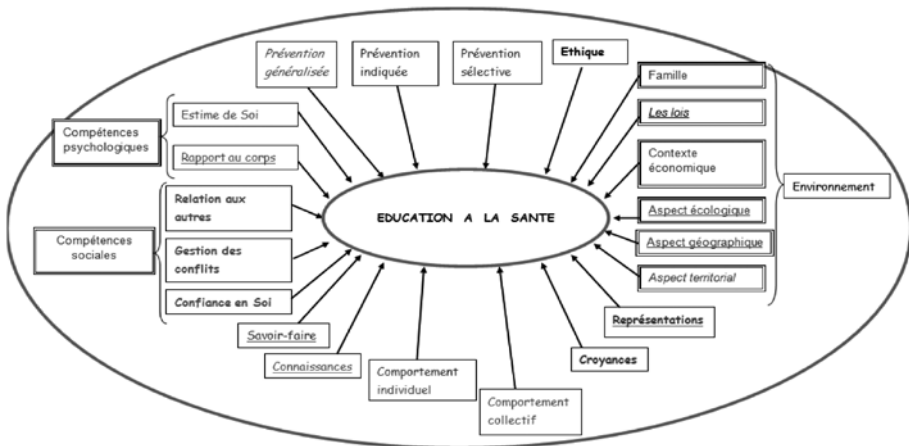 Prévention
généralisée
Prévention
indiquée
Prévention
sélective
Ethique
Famille
Les lois
Contexte
économique
Aspect écologique
Aspect géographique
Aspect territorial
Environnement
Compétences
psychologiques
Estime de Soi
Rapport au corps
Compétences
sociales
Relation aux
autres
Gestion des
conflits
Confiance en Soi
EDUCATION A LA SANTE
Savoir-faire
Connaissances
Comportement
individuel
Comportement
collectif
Croyances
Représentations